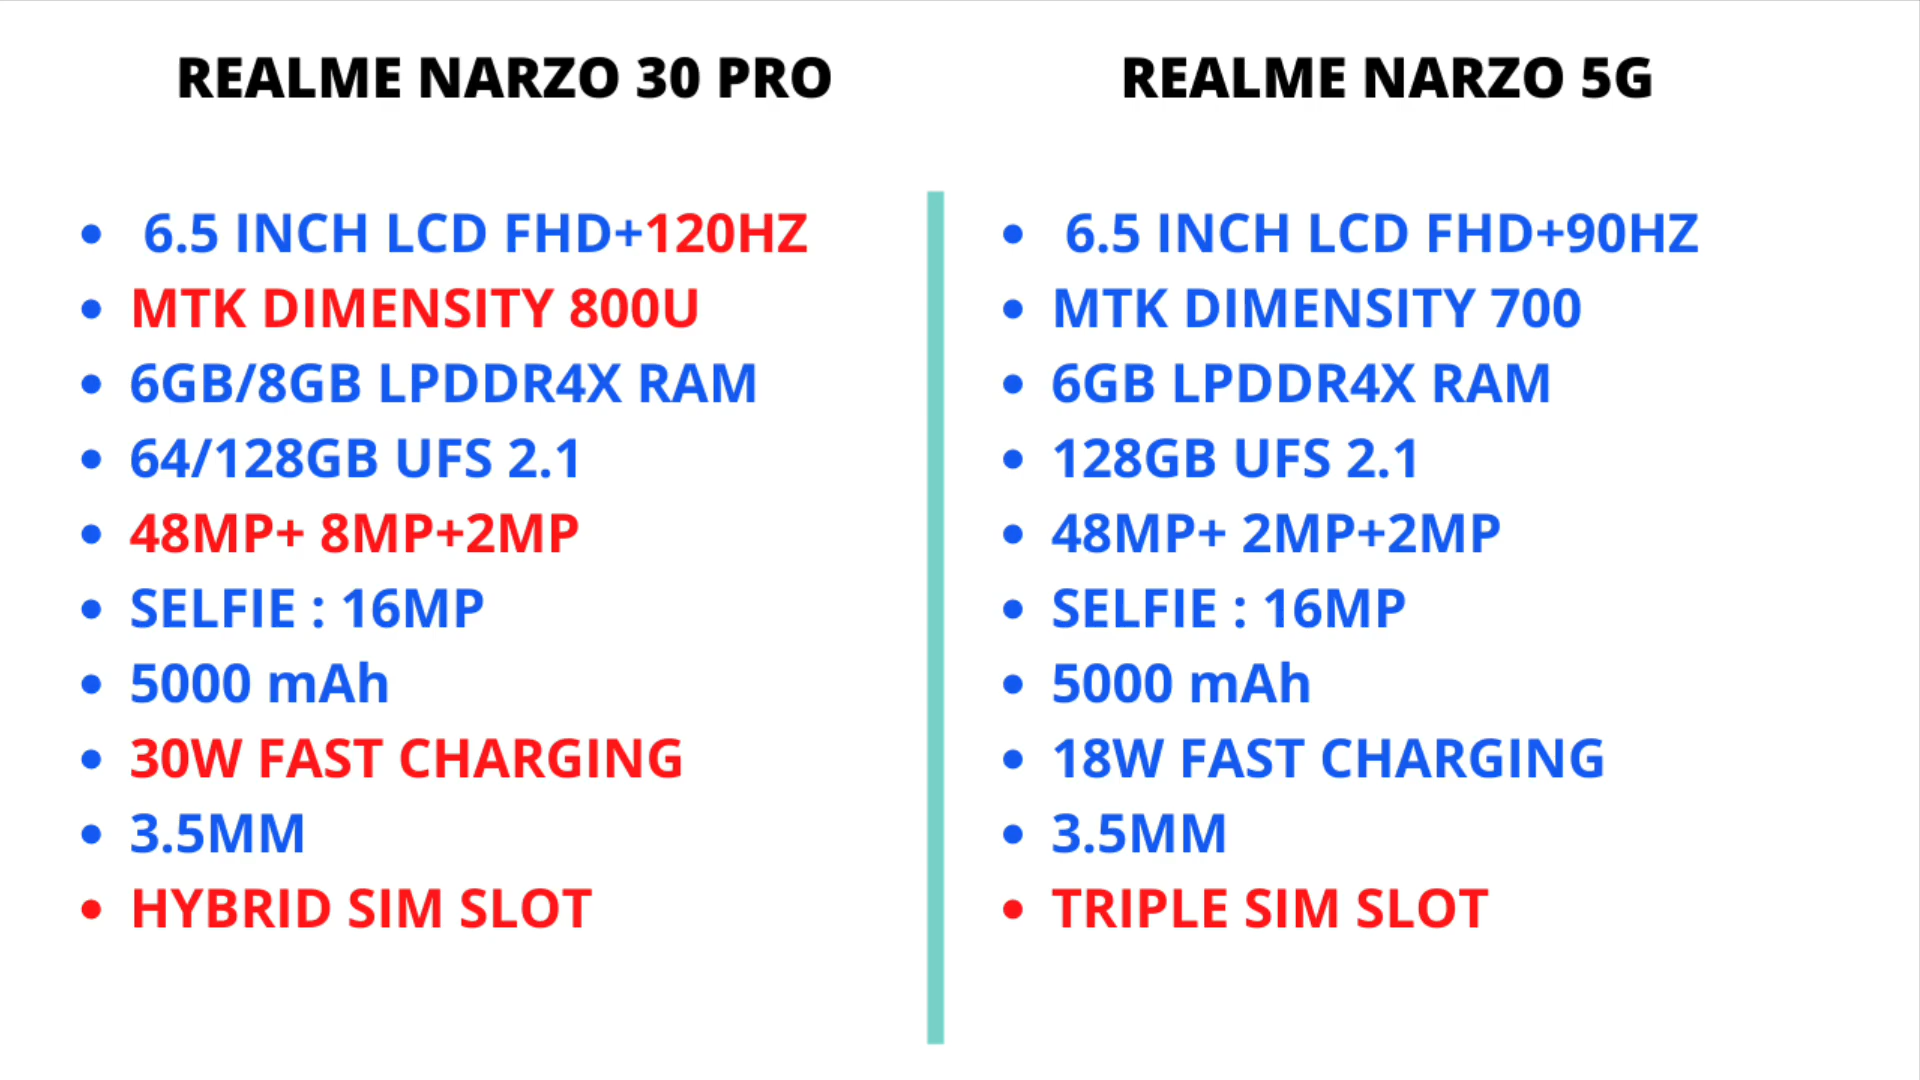 REALME NARZO 30 PRO
6.5 INCH LCD FHD+120HZ
MTK DIMENSITY 800U
6GB/8GB LPDDR4X RAM
64/128GB UFS 2.1
48MP+ 8MP+2MP
SELFIE : 16MP
5000 mAh
30W FAST CHARGING
3.5MM
HYBRID SIM SLOT
REALME NARZO 5G
6.5 INCH LCD FHD+90HZ
MTK DIMENSITY 700
6GB LPDDR4X RAM
128GB UFS 2.1
48MP+ 2MP+2MP
SELFIE : 16MP
5000 mAh
18W FAST CHARGING
3.5MM
TRIPLE SIM SLOT